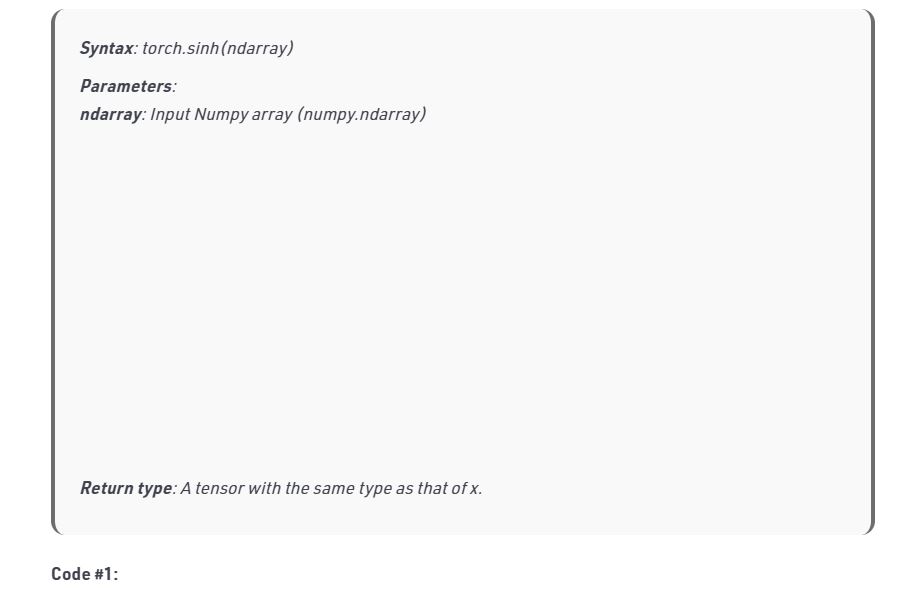 Syntax: torch.sinh(ndarray)
Parameters:
ndarray: Input Numpy array (numpy.ndarray)
Return type: A tensor with the same type as that of x.
Code #1: